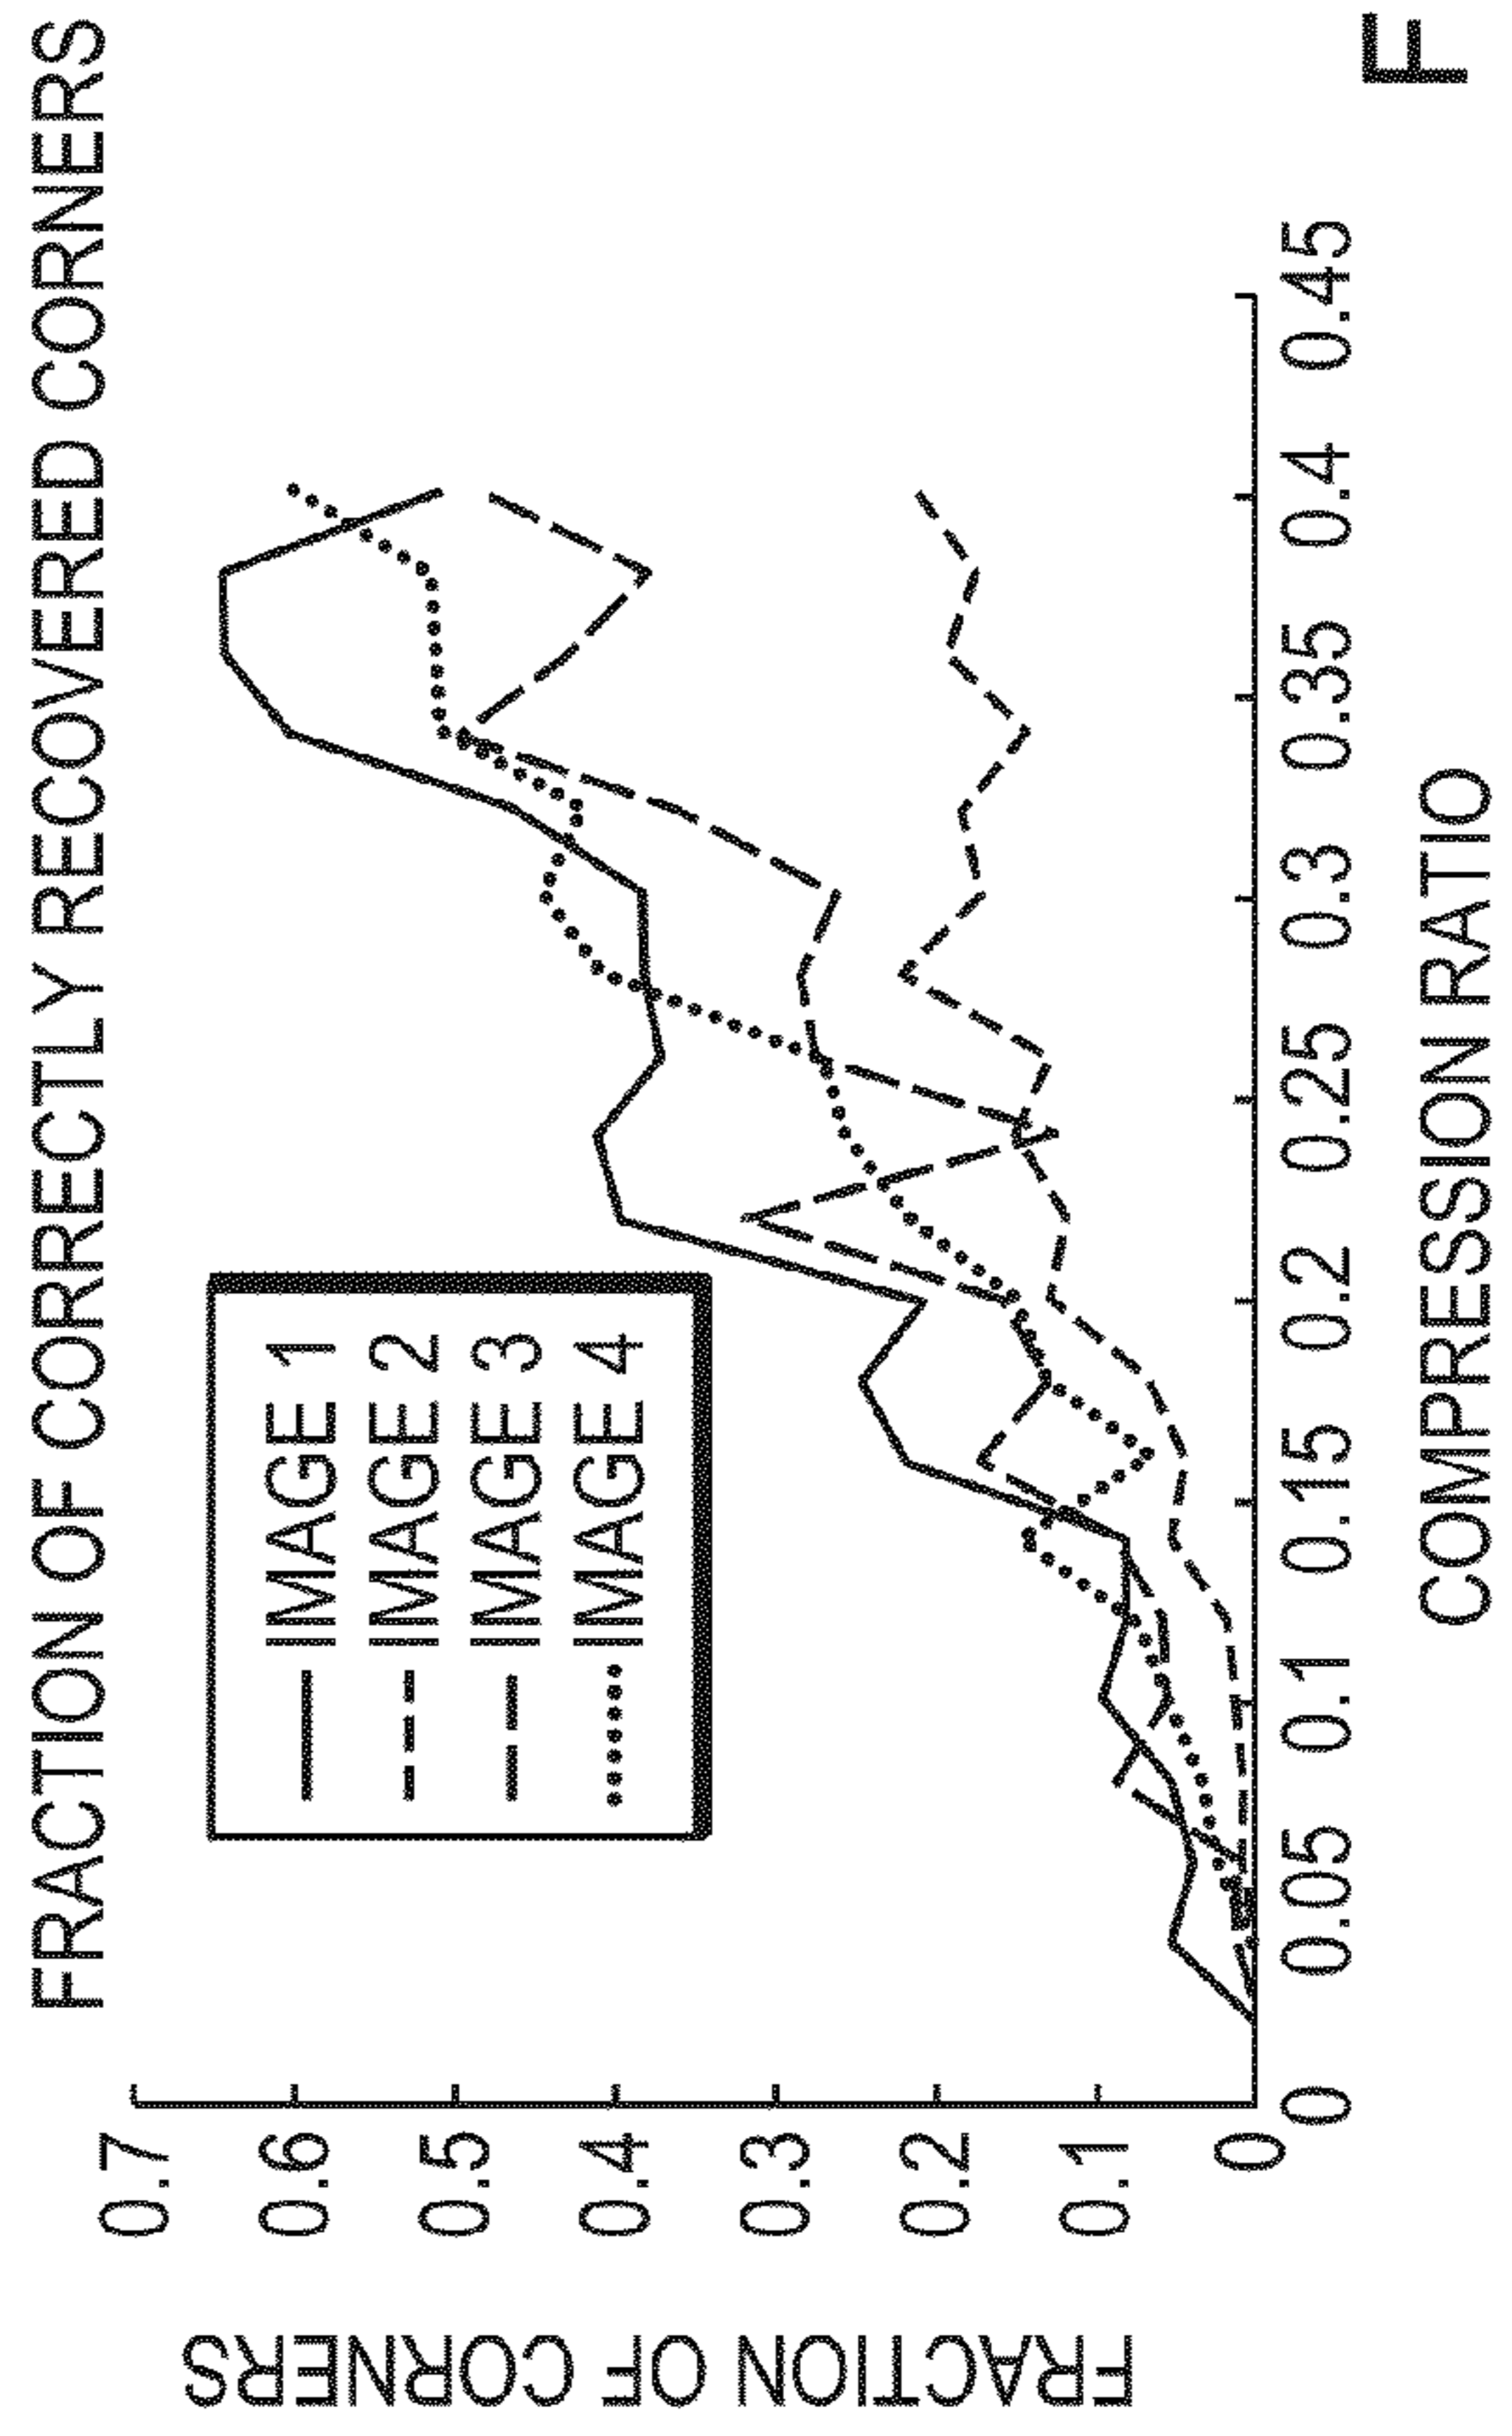 FRACTION OF CORRECTLY RECOVERED CORNERS
FRACTION OF CORNERS
0.7
0.6
0.5
0.4
0.3
0.2
0.1
0
IMAGE 1
IMAGE 2
IMAGE 3
IMAGE 4
0 0.05 0.1 0.15 0.2 0.25 0.3 0.35 0.4 0.45
COMPRESSION RATIO
F